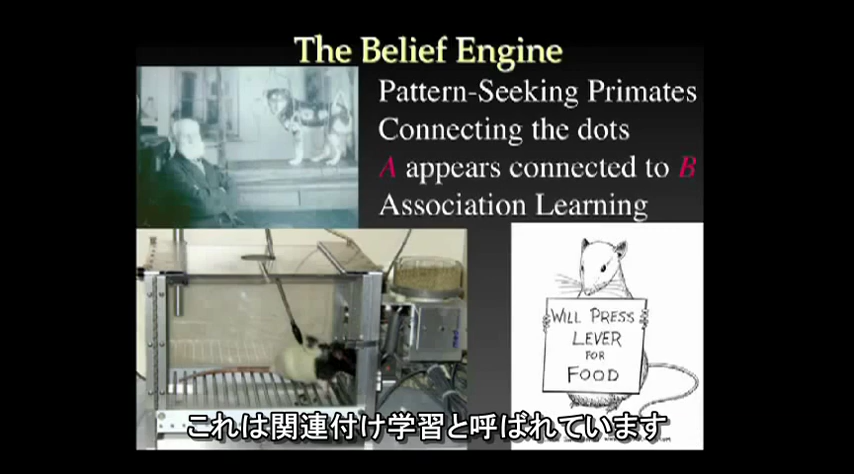 The Belief Engine
Pattern-Seeking Primates
Connecting the dots
A appears connected to B
Association Learning
WILL PRESS
LEVER
FOR
FOOD
これは関連付け学習と呼ばれています